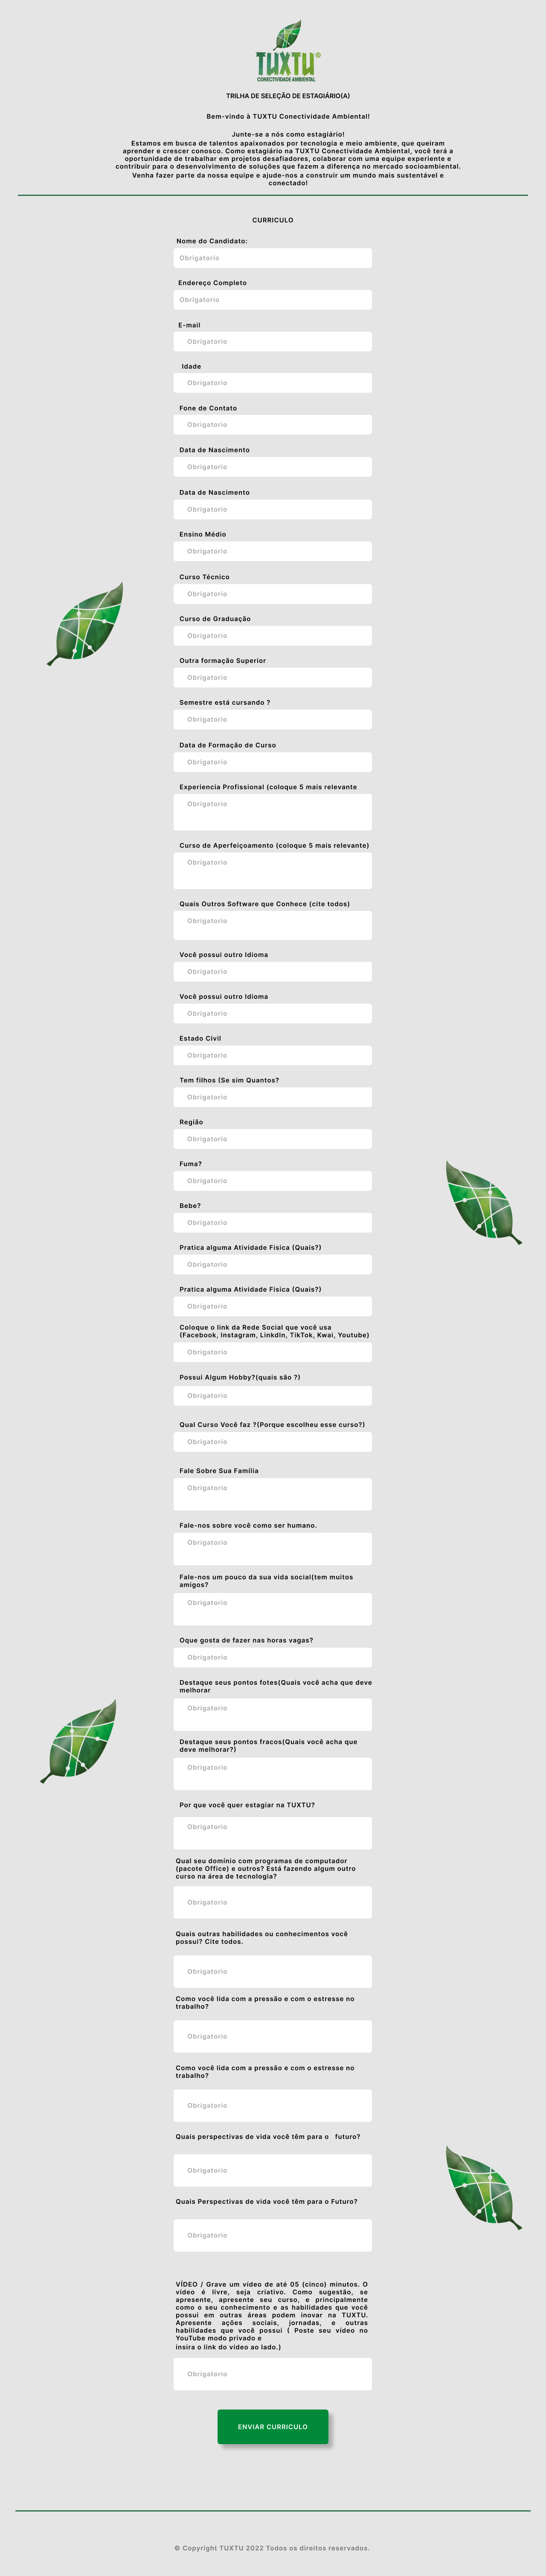 TUXTU®
CONECTIVIDADE AMBIENTAL
TRILHA DE SELEÇÃO DE ESTAGIÁRIO(A)
Bem-vindo à TUXTU Conectividade Ambiental!
Junte-se a nós como estagiário!
Estamos em busca de talentos apaixonados por tecnologia e meio ambiente, que queiram
aprender e crescer conosco. Como estagiário na TUXTU Conectividade Ambiental, você terá a
oportunidade de trabalhar em projetos desafiadores, colaborar com uma equipe experiente e
contribuir para o desenvolvimento de soluções que fazem a diferença no mercado socioambiental.
Venha fazer parte da nossa equipe e ajude-nos a construir um mundo mais sustentável e
conectado!
CURRICULO
Nome do Candidato:
Obrigatorio
Endereço Completo
Obrigatorio
E-mail
Obrigatorio
Idade
Obrigatorio
Fone de Contato
Obrigatorio
Data de Nascimento
Obrigatorio
Data de Nascimento
Obrigatorio
Ensino Médio
Obrigatorio
Curso Técnico
Obrigatorio
Curso de Graduação
Obrigatorio
Outra formação Superior
Obrigatorio
Semestre está cursando ?
Obrigatorio
Data de Formação de Curso
Obrigatorio
Experiencia Profissional (coloque 5 mais relevante
Obrigatorio
Curso de Aperfeiçoamento (coloque 5 mais relevante)
Obrigatorio
Quais Outros Software que Conhece (cite todos)
Obrigatorio
Você possui outro Idioma
Obrigatorio
Você possui outro Idioma
Obrigatorio
Estado Civil
Obrigatorio
Tem filhos (Se sim Quantos?
Obrigatorio
Região
Obrigatorio
Fuma?
Obrigatorio
Bebe?
Obrigatorio
Pratica alguma Atividade Fisica (Quais?)
Obrigatorio
Pratica alguma Atividade Fisica (Quais?)
Obrigatorio
Coloque o link da Rede Social que você usa
(Facebook, Instagram, LinkdIn, TikTok, Kwai, Youtube)
Obrigatorio
Possui Algum Hobby?(quais são ?)
Obrigatorio
Qual Curso Você faz ?(Porque escolheu esse curso?)
Obrigatorio
Fale Sobre Sua Família
Obrigatorio
Fale-nos sobre você como ser humano.
Obrigatorio
Fale-nos um pouco da sua vida social(tem muitos
amigos?
Obrigatorio
Oque gosta de fazer nas horas vagas?
Obrigatorio
Destaque seus pontos fotes(Quais você acha que deve
melhorar
Obrigatorio
Destaque seus pontos fracos(Quais você acha que
deve melhorar?)
Obrigatorio
Por que você quer estagiar na TUXTU?
Obrigatorio
Qual seu domínio com programas de computador
(pacote Office) e outros? Está fazendo algum outro
curso na área de tecnologia?
Obrigatorio
Quais outras habilidades ou conhecimentos você
possui? Cite todos.
Obrigatorio
Como você lida com a pressão e com o estresse no
trabalho?
Obrigatorio
Como você lida com a pressão e com o estresse no
trabalho?
Obrigatorio
Quais perspectivas de vida você têm para o futuro?
Obrigatorio
Quais Perspectivas de vida você têm para o Futuro?
Obrigatorio
VÍDEO / Grave um vídeo de até 05 (cinco) minutos. O
vídeo é livre, seja criativo. Como sugestão, se
apresente, apresente seu curso, e principalmente
como o seu conhecimento e as habilidades que você
possui em outras áreas podem inovar na TUXTU.
Apresente ações sociais, jornadas, e outras
habilidades que você possui ( Poste seu vídeo no
YouTube modo privado e
insira o link do vídeo ao lado.)
Obrigatorio
ENVIAR CURRICULO
© Copyright TUXTU 2022 Todos os direitos reservados.